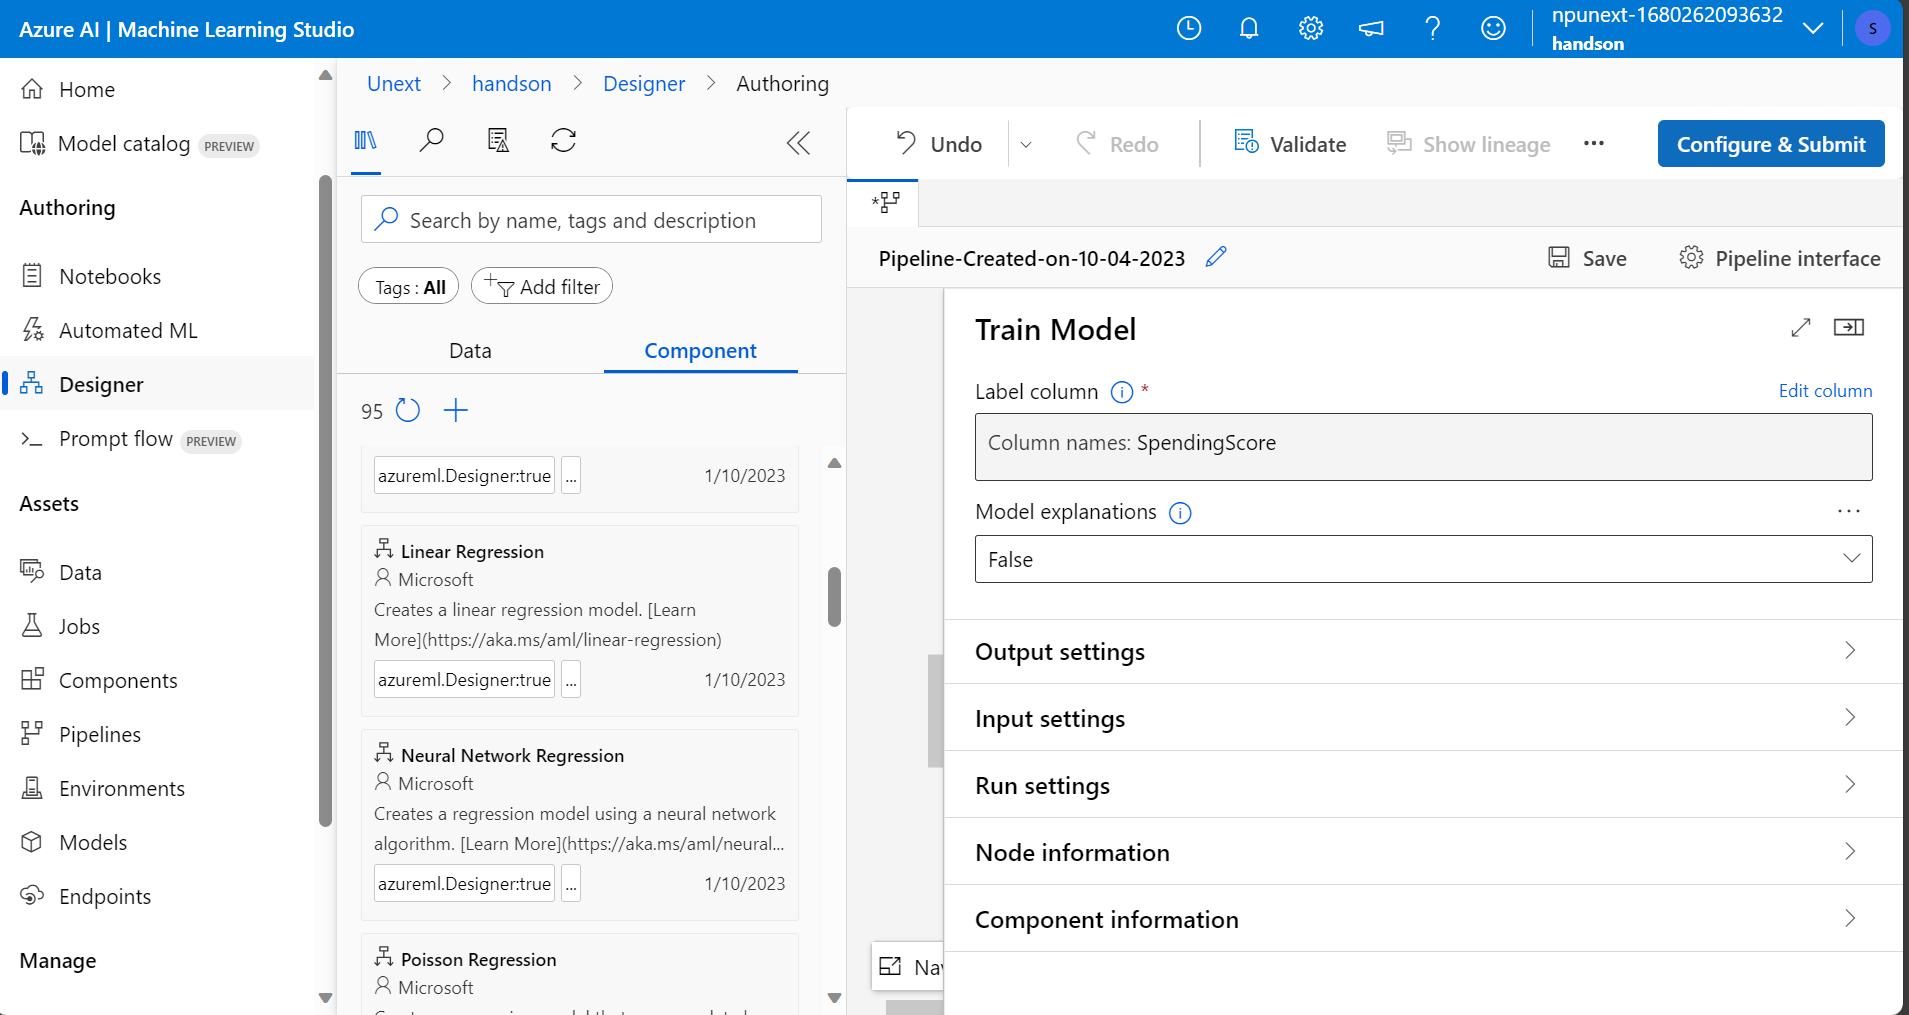 Azure AI | Machine Learning Studio
npunext-1680262093632
handson
S
Home
Model catalog PREVIEW
Authoring
Notebooks
Automated ML
Designer
Prompt flow PREVIEW
Assets
Data
Jobs
Components
Pipelines
Environments
Models
Endpoints
Manage
Unext > handson > Designer > Authoring
Search by name, tags and description
Tags : All
Add filter
Data
Component
95
azureml.Designer:true ... 1/10/2023
Linear Regression
Microsoft
Creates a linear regression model. [Learn
More](https://aka.ms/aml/linear-regression)
azureml.Designer:true ... 1/10/2023
Neural Network Regression
Microsoft
Creates a regression model using a neural network
algorithm. [Learn More](https://aka.ms/aml/neural...
azureml.Designer:true ... 1/10/2023
Poisson Regression
Microsoft
Undo
Redo
Validate
Show lineage
...
Configure & Submit
Pipeline-Created-on-10-04-2023
Save
Pipeline interface
Train Model
Label column *
Edit column
Column names: SpendingScore
Model explanations
...
False
Output settings
Input settings
Run settings
Node information
Component information
Nav